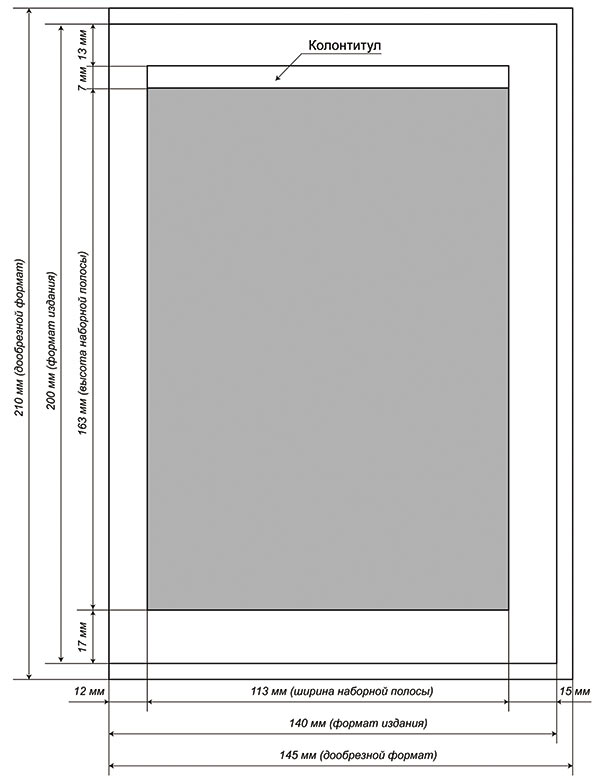 Колонтитул
13 мм
7 мм
210 мм (дообрезной формат)
200 мм (формат издания)
163 мм (высота наборной полосы)
17 мм
12 мм
113 мм (ширина наборной полосы)
15 мм
140 мм (формат издания)
145 мм (дообрезной формат)